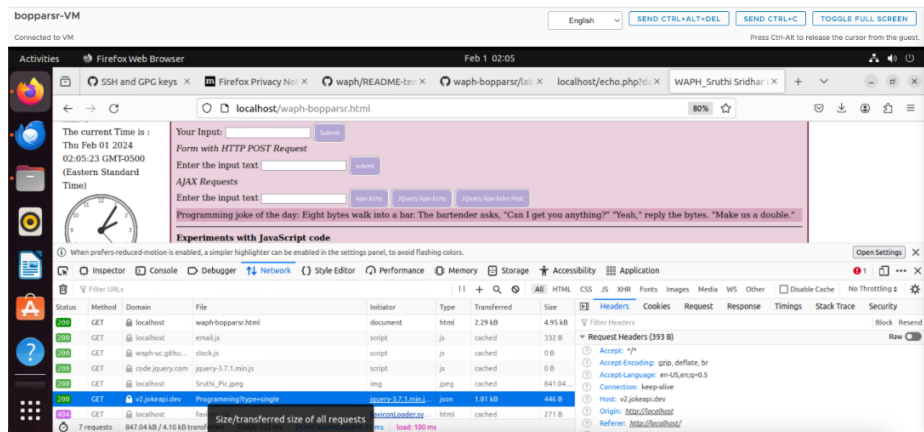 bopparsr-VM
English
SEND CTRL+ALT+DEL
SEND CTRL+C
TOGGLE FULL SCREEN
Connected to VM
Press Ctrl-Alt to release the cursor from the guest.
Activities
Firefox Web Browser
Feb 1 02:05
SSH and GPG keys
Firefox Privacy No
waph/README-ter
waph-bopparsr/lab
localhost/echo.php?d
WAPH_Sruthi Sridhar
localhost/waph-bopparsr.html
80%
The current Time is :
Thu Feb 01 2024
02:05:23 GMT-0500
(Eastern Standard
Time)
Your Input:
Submit
Form with HTTP POST Request
Enter the input text
submit
AJAX Requests
Enter the input text
Ajax Echo
JQuery Ajax Echo
JQuery Ajax Echo Post
Programming joke of the day: Eight bytes walk into a bar. The bartender asks, "Can I get you anything?" "Yeah," reply the bytes. "Make us a double."
Experiments with JavaScript code
When prefers-reduced-motion is enabled, a simpler highlighter can be enabled in the settings panel, to avoid flashing colors.
Open Settings
Inspector Console Debugger Network Style Editor Performance Memory Storage Accessibility Application
1
Filter URLs
All HTML CSS JS XHR Fonts Images Media WS Other Disable Cache No Throttling
Status Method Domain File Initiator Type Transferred Size
200 GET localhost waph-bopparsr.html document html 2.29 kB 4.95 kB
200 GET localhost email.js script js cached 332 B
200 GET waph-uc.githu... clock.js script js cached 0 B
200 GET code.jquery.com jquery-3.7.1.min.js script js cached 0 B
200 GET localhost Sruthi_Pic.jpeg img jpeg cached 841.04...
200 GET v2.jokeapi.dev Programming?type=single jquery-3.7.1.min.j... json 1.81 kB 446 B
404 GET localhost favi FaviconLoader.sy... html cached 271 B
Size/transferred size of all requests
7 requests 847.04 kB / 4.10 kB transf ms load: 100 ms
Headers Cookies Request Response Timings Stack Trace Security
Filter Headers
Block Resend
Request Headers (393 B)
Raw
Accept: */*
Accept-Encoding: gzip, deflate, br
Accept-Language: en-US,en;q=0.5
Connection: keep-alive
Host: v2.jokeapi.dev
Origin: http://localhost
Referer: http://localhost/